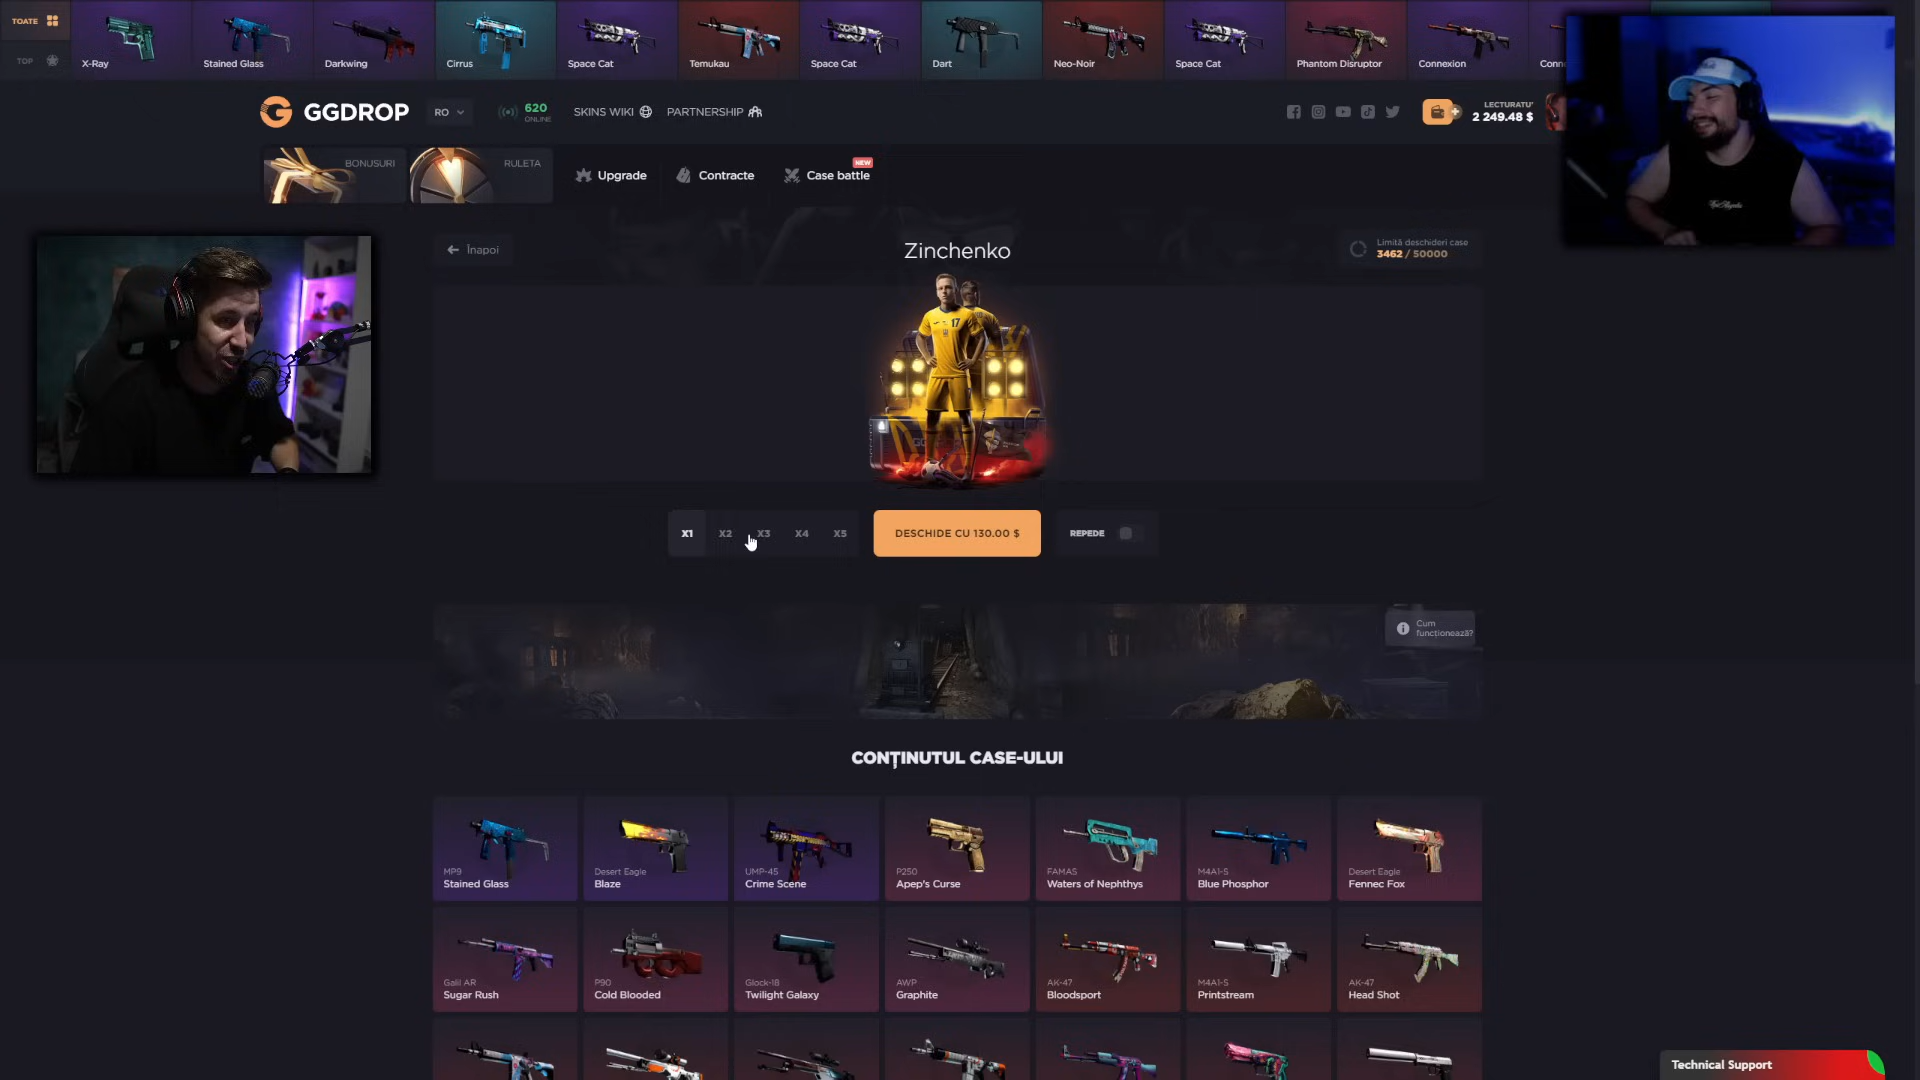 TOATE
TOP
X-Ray
Stained Glass
Darkwing
Cirrus
Space Cat
Temukau
Space Cat
Dart
Neo-Noir
Space Cat
Phantom Disruptor
Connexion
GGDROP
RO
620
ONLINE
SKINS WIKI
PARTNERSHIP
LECTURATU'
2 249.48 $
BONUSURI
RULETA
Upgrade
Contracte
NEW
Case battle
Înapoi
Zinchenko
Limită deschideri case
3462 / 50000
17
X1
X2
X3
X4
X5
DESCHIDE CU 130.00 $
REPEDE
Cum
funcționează?
CONȚINUTUL CASE-ULUI
MP9
Stained Glass
Desert Eagle
Blaze
UMP-45
Crime Scene
P250
Apep's Curse
FAMAS
Waters of Nephthys
M4A1-S
Blue Phosphor
Desert Eagle
Fennec Fox
Galil AR
Sugar Rush
P90
Cold Blooded
Glock-18
Twilight Galaxy
AWP
Graphite
AK-47
Bloodsport
M4A1-S
Printstream
AK-47
Head Shot
Technical Support